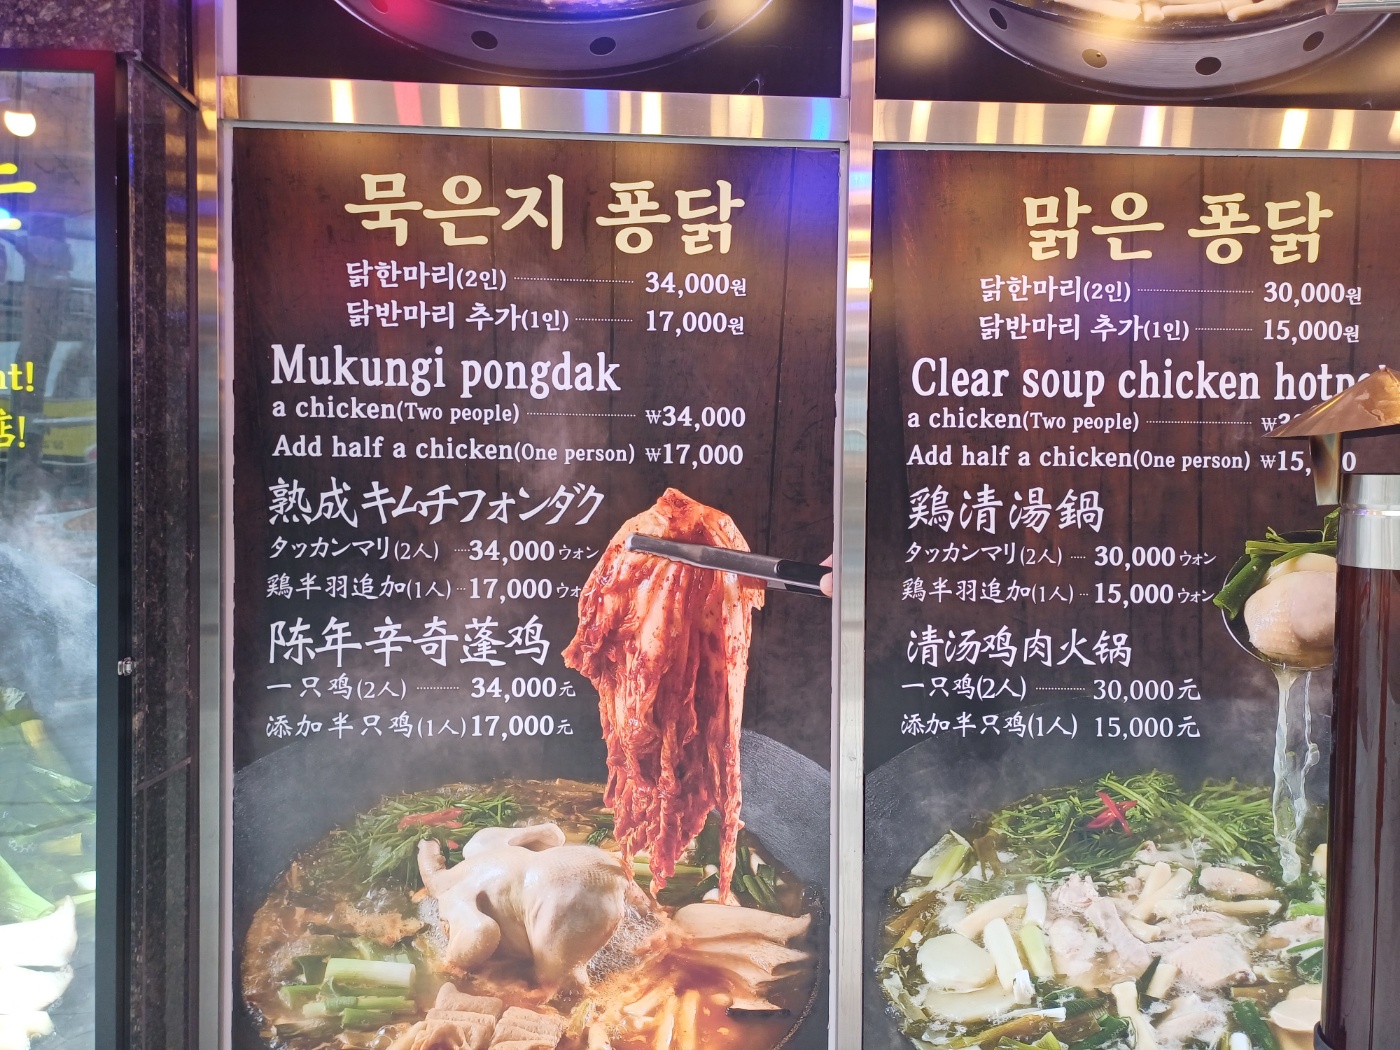 nt!
店!
묵은지 퐁닭
닭한마리(2인) 34,000원
닭반마리 추가(1인) 17,000원
Mukungi pongdak
a chicken(Two people) ₩34,000
Add half a chicken(One person) ₩17,000
熟成キムチフォンダク
タッカンマリ(2人) 34,000ウォン
鶏半羽追加(1人) 17,000ウォン
陈年辛奇蓬鸡
一只鸡(2人) 34,000元
添加半只鸡(1人) 17,000元
맑은 퐁닭
닭한마리(2인) 30,000원
닭반마리 추가(1인) 15,000원
Clear soup chicken
a chicken(Two people)
Add half a chicken(One person)
鶏清湯鍋
タッカンマリ(2人) 30,000ウォン
鶏半羽追加(1人) 15,000ウォン
清汤鸡肉火锅
一只鸡(2人) 30,000元
添加半只鸡(1人) 15,000元